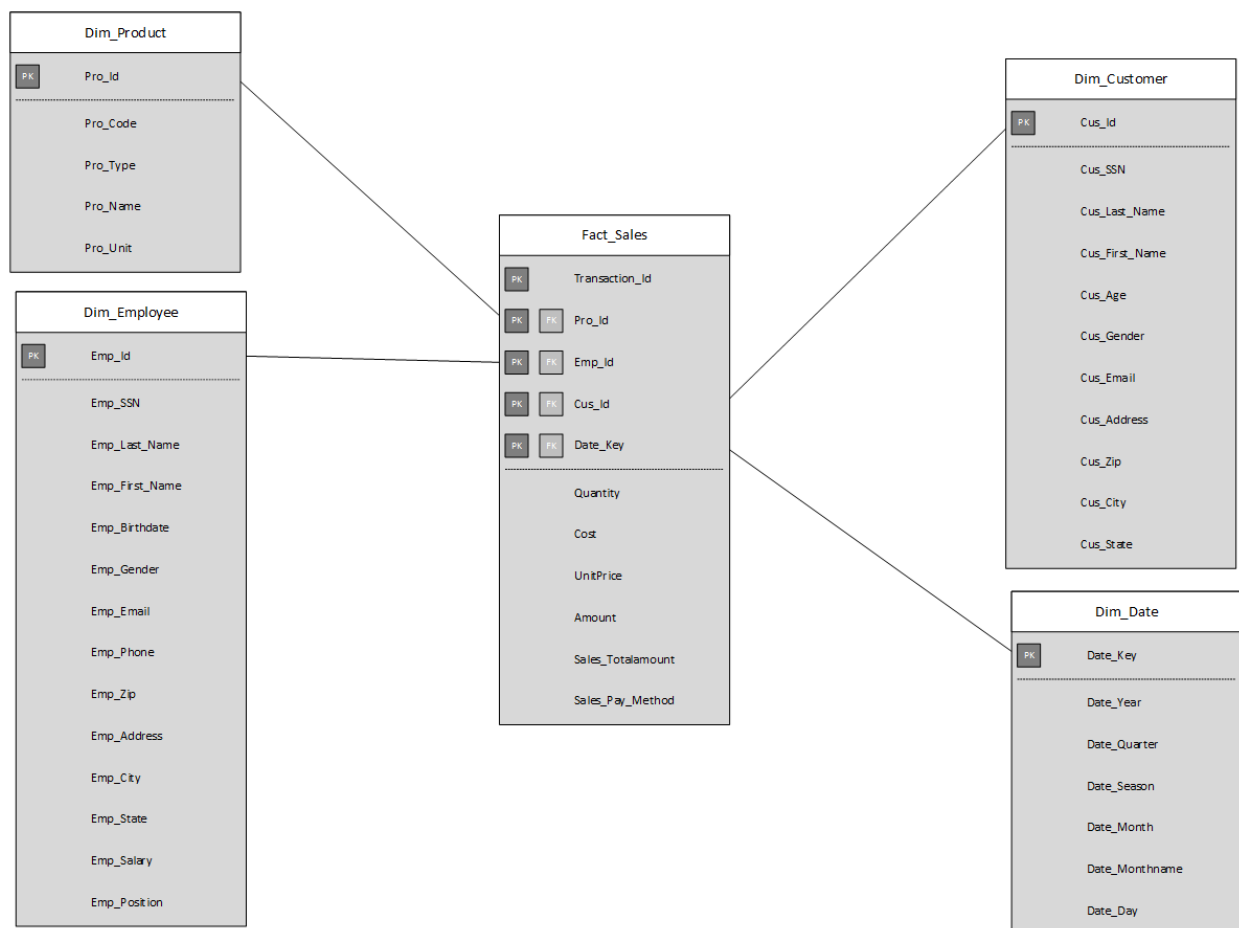 Dim_Product
PK Pro_Id
Pro_Code
Pro_Type
Pro_Name
Pro_Unit
Dim_Employee
PK Emp_Id
Emp_SSN
Emp_Last_Name
Emp_First_Name
Emp_Birthdate
Emp_Gender
Emp_Email
Emp_Phone
Emp_Zip
Emp_Address
Emp_City
Emp_State
Emp_Salary
Emp_Position
Fact_Sales
PK Transaction_Id
PK FK Pro_Id
PK FK Emp_Id
PK FK Cus_Id
PK FK Date_Key
Quantity
Cost
UnitPrice
Amount
Sales_Totalamount
Sales_Pay_Method
Dim_Customer
PK Cus_Id
Cus_SSN
Cus_Last_Name
Cus_First_Name
Cus_Age
Cus_Gender
Cus_Email
Cus_Address
Cus_Zip
Cus_City
Cus_State
Dim_Date
PK Date_Key
Date_Year
Date_Quarter
Date_Season
Date_Month
Date_Monthname
Date_Day